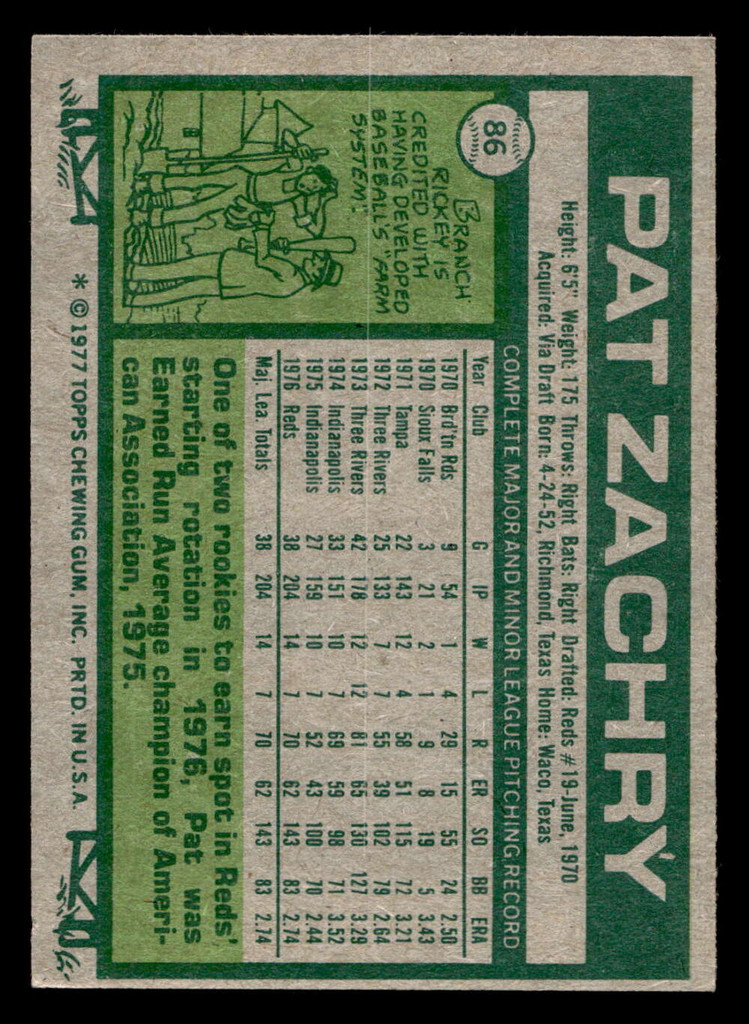 86
PAT ZACHRY
Height: 6'5" Weight: 175 Throws: Right Bats: Right Drafted: Reds #19-June, 1970
Acquired: Via Draft Born: 4-24-52, Richmond, Texas Home: Waco, Texas
COMPLETE MAJOR AND MINOR LEAGUE PITCHING RECORD
Year Club G IP W L R ER SO BB ERA
1970 Brd'tn Rds 9 54 1 4 29 15 55 24 2.50
1970 Sioux Falls 3 21 2 1 9 8 19 5 3.43
1971 Tampa 22 143 12 4 58 51 115 72 3.21
1972 Three Rivers 25 133 7 7 55 39 102 79 2.64
1973 Three Rivers 42 178 12 12 81 65 130 127 3.29
1974 Indianapolis 33 151 10 7 69 59 98 71 3.52
1975 Indianapolis 27 159 10 7 52 43 100 70 2.44
1976 Reds 38 204 14 7 70 62 143 83 2.74
Maj. Lea. Totals 38 204 14 7 70 62 143 83 2.74
BRANCH
RICKEY IS
CREDITED WITH
HAVING DEVELOPED
BASEBALL'S "FARM
SYSTEM".
One of two rookies to earn spot in Reds'
starting rotation in 1976, Pat was
Earned Run Average champion of Ameri-
can Association, 1975.
* © 1977 TOPPS CHEWING GUM, INC. PRTD. IN U.S.A.